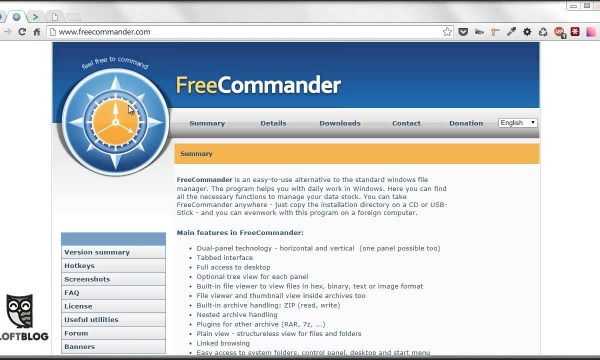 www.freecommander.com
feel free to command
FreeCommander
Summary Details Downloads Contact Donation English
Summary
FreeCommander is an easy-to-use alternative to the standard windows file
manager. The program helps you with daily work in Windows. Here you can find
all the necessary functions to manage your data stock. You can take
FreeCommander anywhere - just copy the installation directory on a CD or USB-
Stick - and you can evenwork with this program on a foreign computer.
Main features in FreeCommander:
Dual-panel technology - horizontal and vertical (one panel possible too)
Tabbed interface
Full access to desktop
Optional tree view for each panel
Built-in file viewer to view files in hex, binary, text or image format
File viewer and thumbnail view inside archives too
Built-in archive handling: ZIP (read, write)
Nested archive handling
Plugins for other archive (RAR, 7z, ...)
Plain view - structureless view for files and folders
Linked browsing
Easy access to system folders, control panel, desktop and start menu
Version summary
Hotkeys
Screenshots
FAQ
License
Useful utilities
Forum
Banners
LOFTBLOG